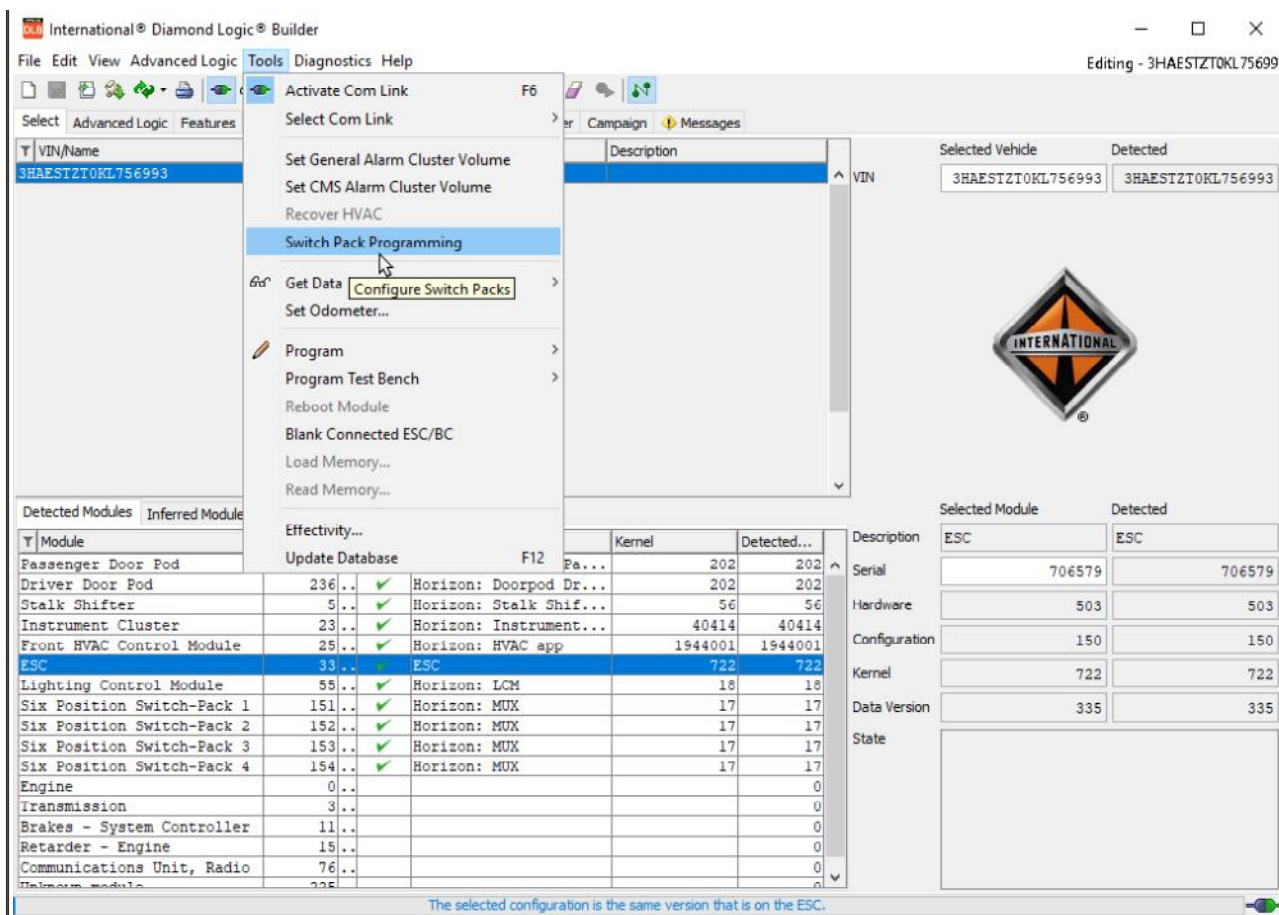 DLB International® Diamond Logic® Builder
File Edit View Advanced Logic Tools Diagnostics Help
Editing - 3HAESTZT0KL75699
Select Advanced Logic Features Campaign Messages
Activate Com Link F6
Select Com Link
Set General Alarm Cluster Volume
Set CMS Alarm Cluster Volume
Recover HVAC
Switch Pack Programming
Get Data
Configure Switch Packs
Set Odometer...
Program
Program Test Bench
Reboot Module
Blank Connected ESC/BC
Load Memory...
Read Memory...
Effectivity...
Update Database F12
VIN/Name Description
3HAESTZT0KL756993
Selected Vehicle Detected
VIN 3HAESTZT0KL756993 3HAESTZT0KL756993
INTERNATIONAL
®
Detected Modules Inferred Module
Module Kernel Detected...
Passenger Door Pod Pa... 202 202
Driver Door Pod 236.. Horizon: Doorpod Dr... 202 202
Stalk Shifter 5.. Horizon: Stalk Shif... 56 56
Instrument Cluster 23.. Horizon: Instrument... 40414 40414
Front HVAC Control Module 25.. Horizon: HVAC app 1944001 1944001
ESC 33.. ESC 722 722
Lighting Control Module 55.. Horizon: LCM 18 18
Six Position Switch-Pack 1 151.. Horizon: MUX 17 17
Six Position Switch-Pack 2 152.. Horizon: MUX 17 17
Six Position Switch-Pack 3 153.. Horizon: MUX 17 17
Six Position Switch-Pack 4 154.. Horizon: MUX 17 17
Engine 0.. 0
Transmission 3.. 0
Brakes - System Controller 11.. 0
Retarder - Engine 15.. 0
Communications Unit, Radio 76.. 0
Selected Module Detected
Description ESC ESC
Serial 706579 706579
Hardware 503 503
Configuration 150 150
Kernel 722 722
Data Version 335 335
State
The selected configuration is the same version that is on the ESC.